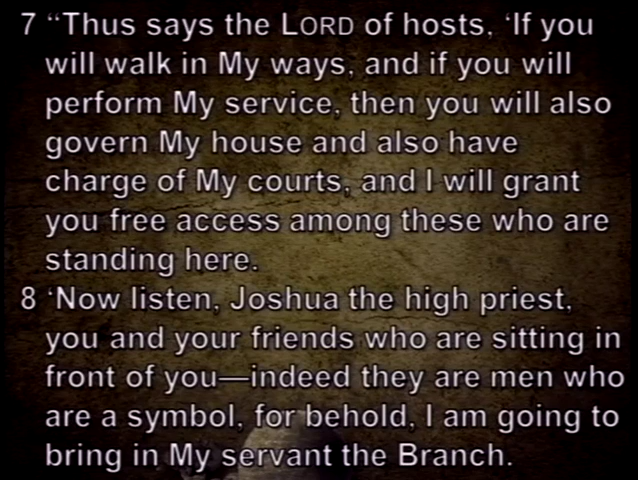 7 “Thus says the LORD of hosts, ‘If you
will walk in My ways, and if you will
perform My service, then you will also
govern My house and also have
charge of My courts, and I will grant
you free access among these who are
standing here.
8 ‘Now listen, Joshua the high priest,
you and your friends who are sitting in
front of you—indeed they are men who
are a symbol, for behold, I am going to
bring in My servant the Branch.